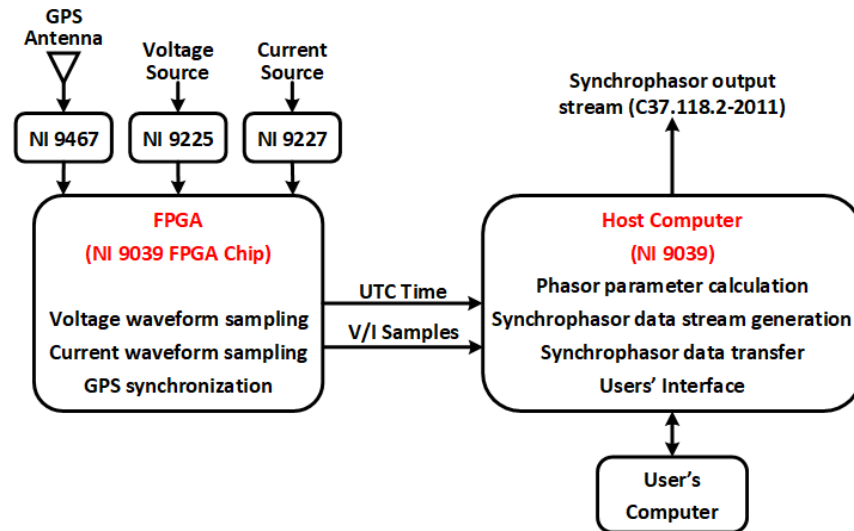 GPS
Antenna
Voltage
Source
Current
Source
NI 9467
NI 9225
NI 9227
FPGA
(NI 9039 FPGA Chip)
Voltage waveform sampling
Current waveform sampling
GPS synchronization
UTC Time
V/I Samples
Synchrophasor output
stream (C37.118.2-2011)
Host Computer
(NI 9039)
Phasor parameter calculation
Synchrophasor data stream generation
Synchrophasor data transfer
Users’ Interface
User’s
Computer